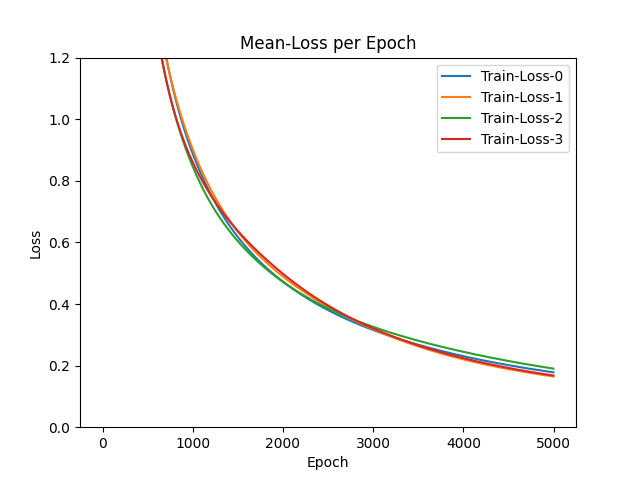 Mean-Loss per Epoch
Train-Loss-0
Train-Loss-1
Train-Loss-2
Train-Loss-3
Loss
1.2
1.0
0.8
0.6
0.4
0.2
0.0
0 1000 2000 3000 4000 5000
Epoch